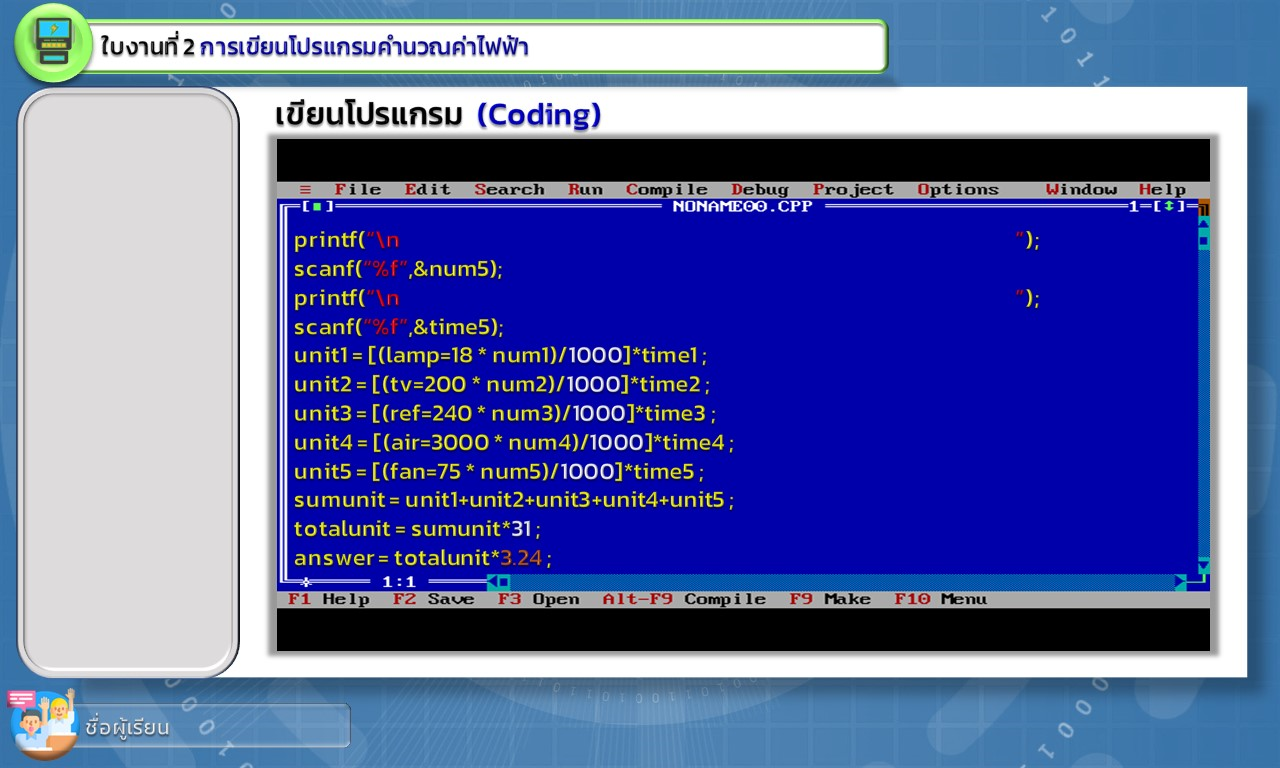 ใบงานที่ 2 การเขียนโปรแกรมคำนวณค่าไฟฟ้า
เขียนโปรแกรม (Coding)
≡ File Edit Search Run Compile Debug Project Options Window Help
[■] NONAME00.CPP 1=[↕]
printf("\n ");
scanf("%f",&num5);
printf("\n ");
scanf("%f",&time5);
unit1 = [(lamp=18 * num1)/1000]*time1 ;
unit2 = [(tv=200 * num2)/1000]*time2 ;
unit3 = [(ref=240 * num3)/1000]*time3 ;
unit4 = [(air=3000 * num4)/1000]*time4 ;
unit5 = [(fan=75 * num5)/1000]*time5 ;
sumunit = unit1+unit2+unit3+unit4+unit5 ;
totalunit = sumunit*31 ;
answer = totalunit*3.24 ;
* 1:1
F1 Help F2 Save F3 Open Alt-F9 Compile F9 Make F10 Menu
ชื่อผู้เรียน